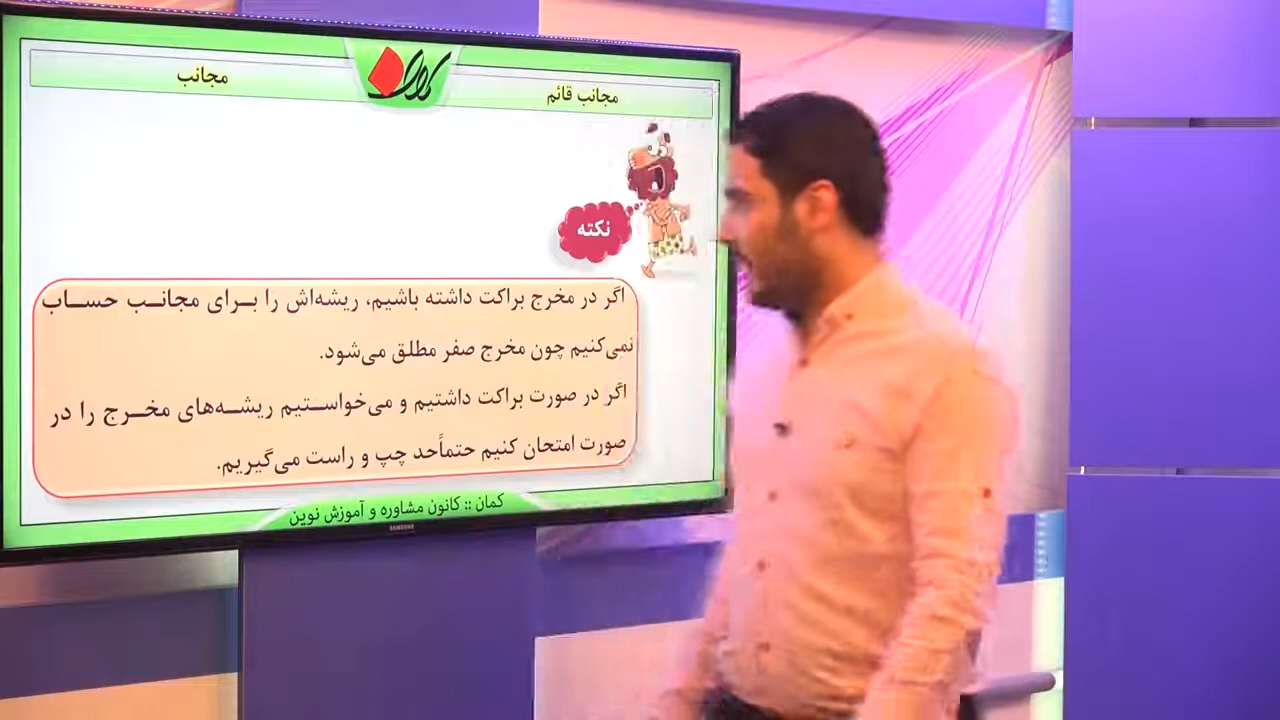 مجانب قائم
مجانب
کمان
نکته
اگر در مخرج براکت داشته باشیم، ریشه‌اش را برای مجانب حساب
نمی‌کنیم چون مخرج صفر مطلق می‌شود.
اگر در صورت براکت داشتیم و می‌خواستیم ریشه‌های مخرج را در
صورت امتحان کنیم حتماًحد چپ و راست می‌گیریم.
کمان :: کانون مشاوره و آموزش نوین
SAMSUNG